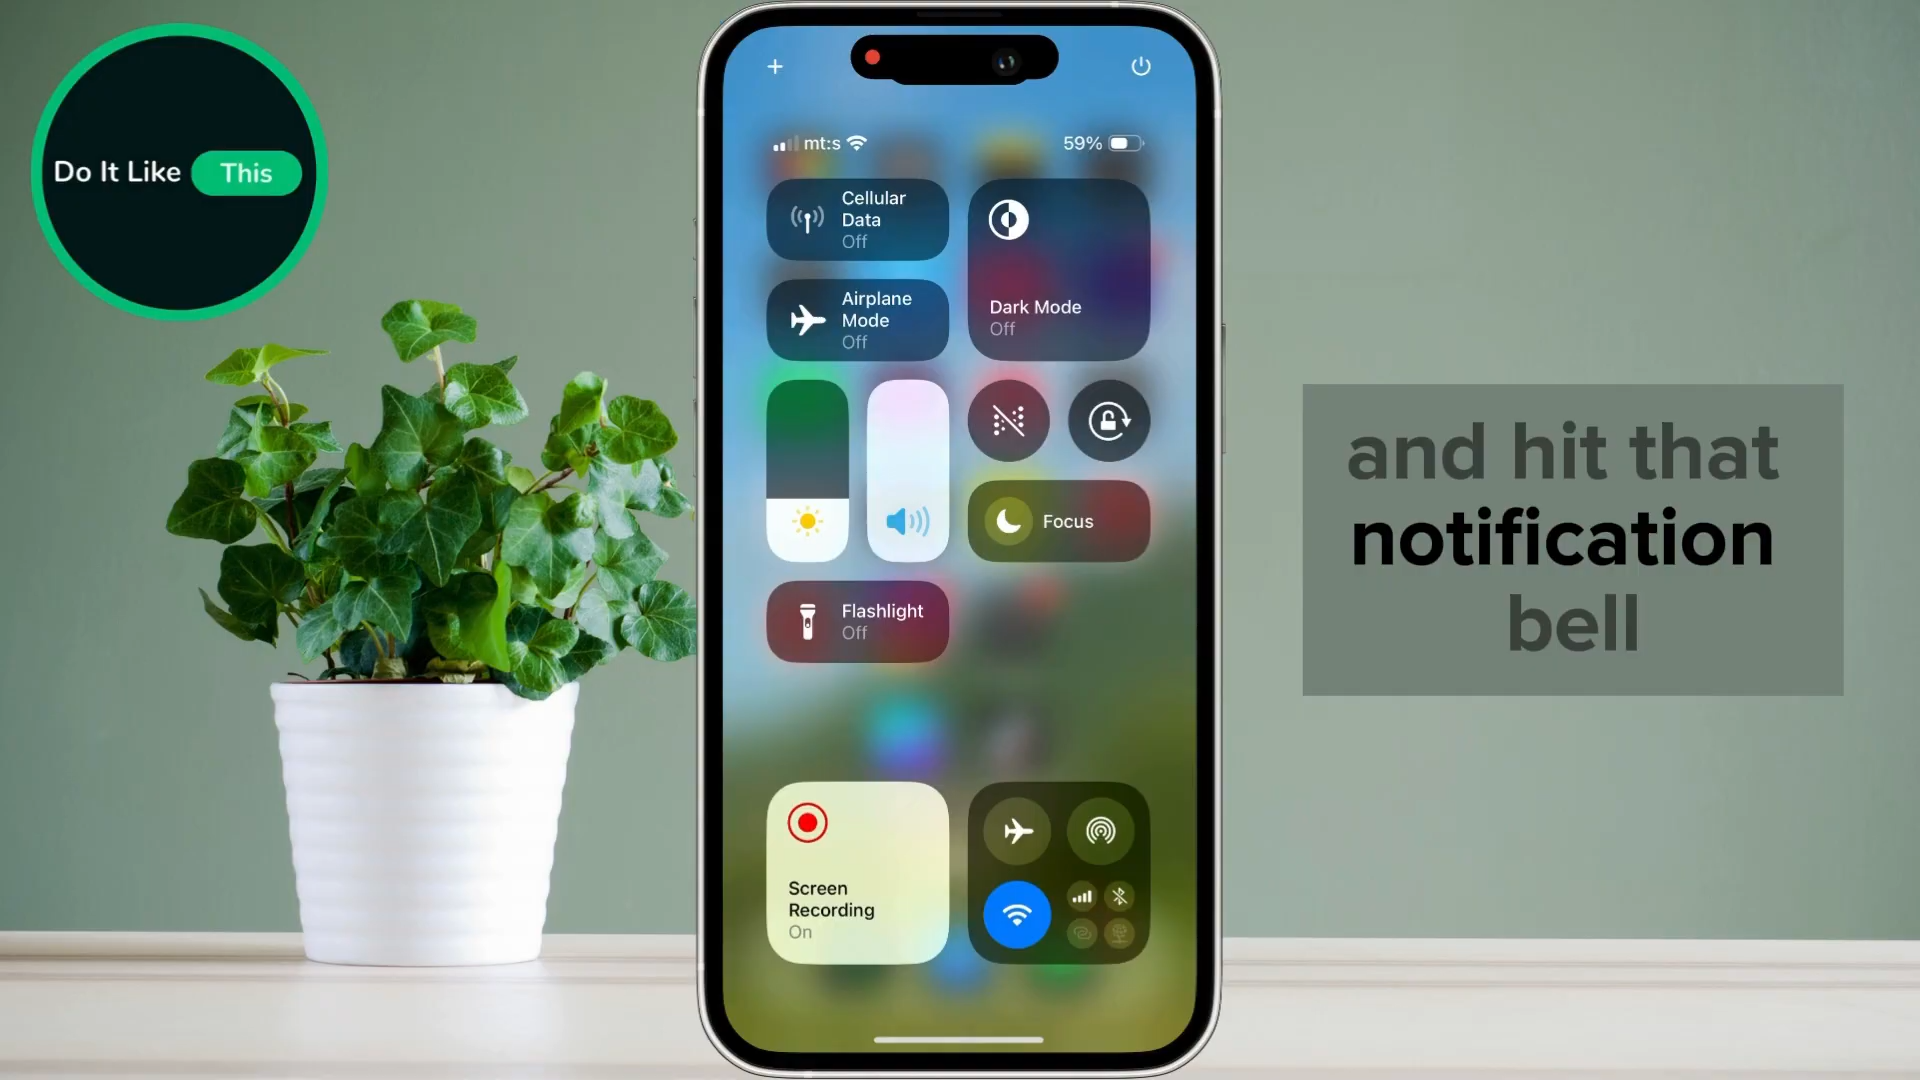 Do It Like This
mt:s
59%
Cellular
Data
Off
Airplane
Mode
Off
Dark Mode
Off
Focus
Flashlight
Off
Screen
Recording
On
and hit that
notification
bell